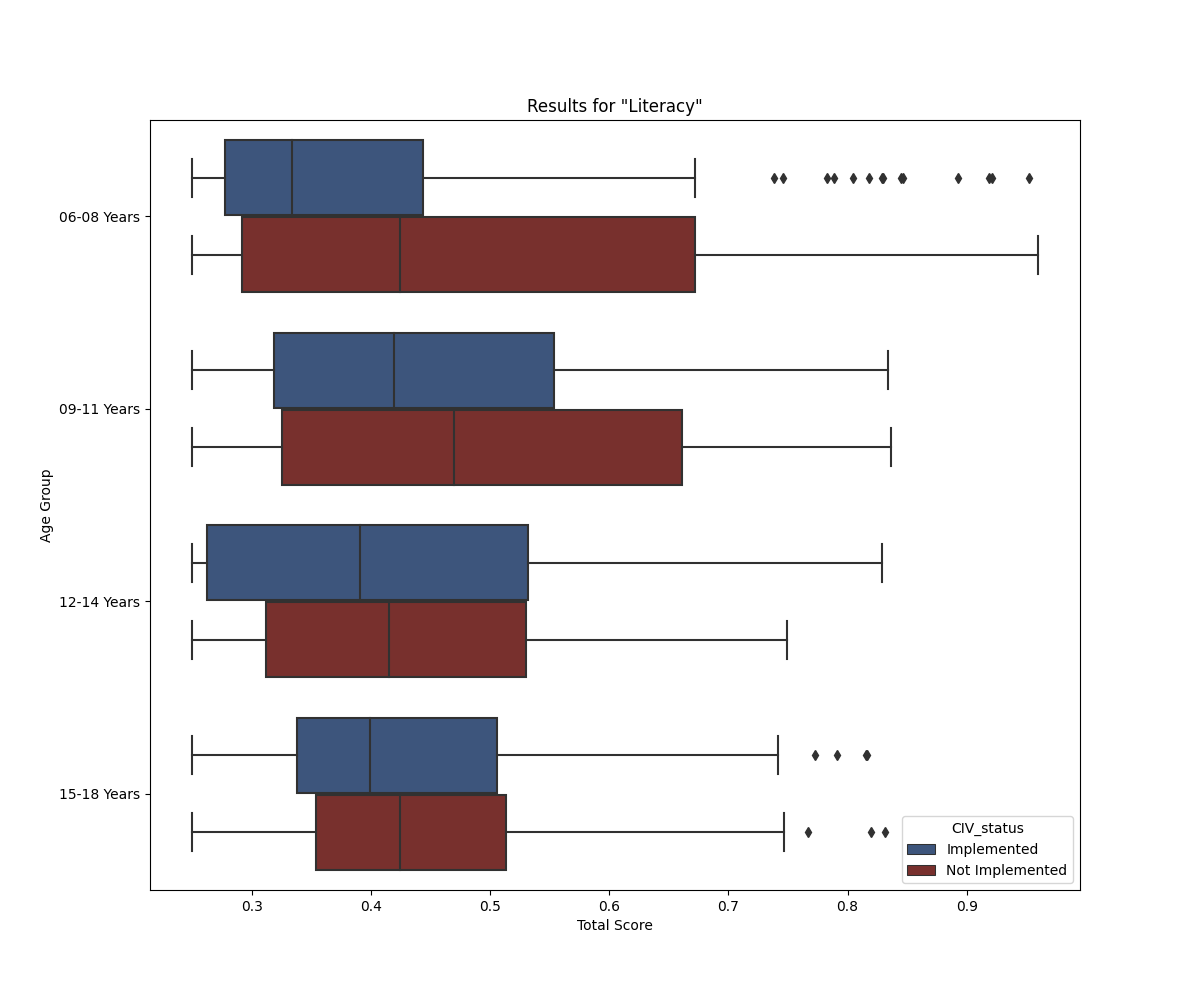 Results for "Literacy"
06-08 Years
09-11 Years
Age Group
12-14 Years
15-18 Years
CIV_status
Implemented
Not Implemented
0.3 0.4 0.5 0.6 0.7 0.8 0.9
Total Score